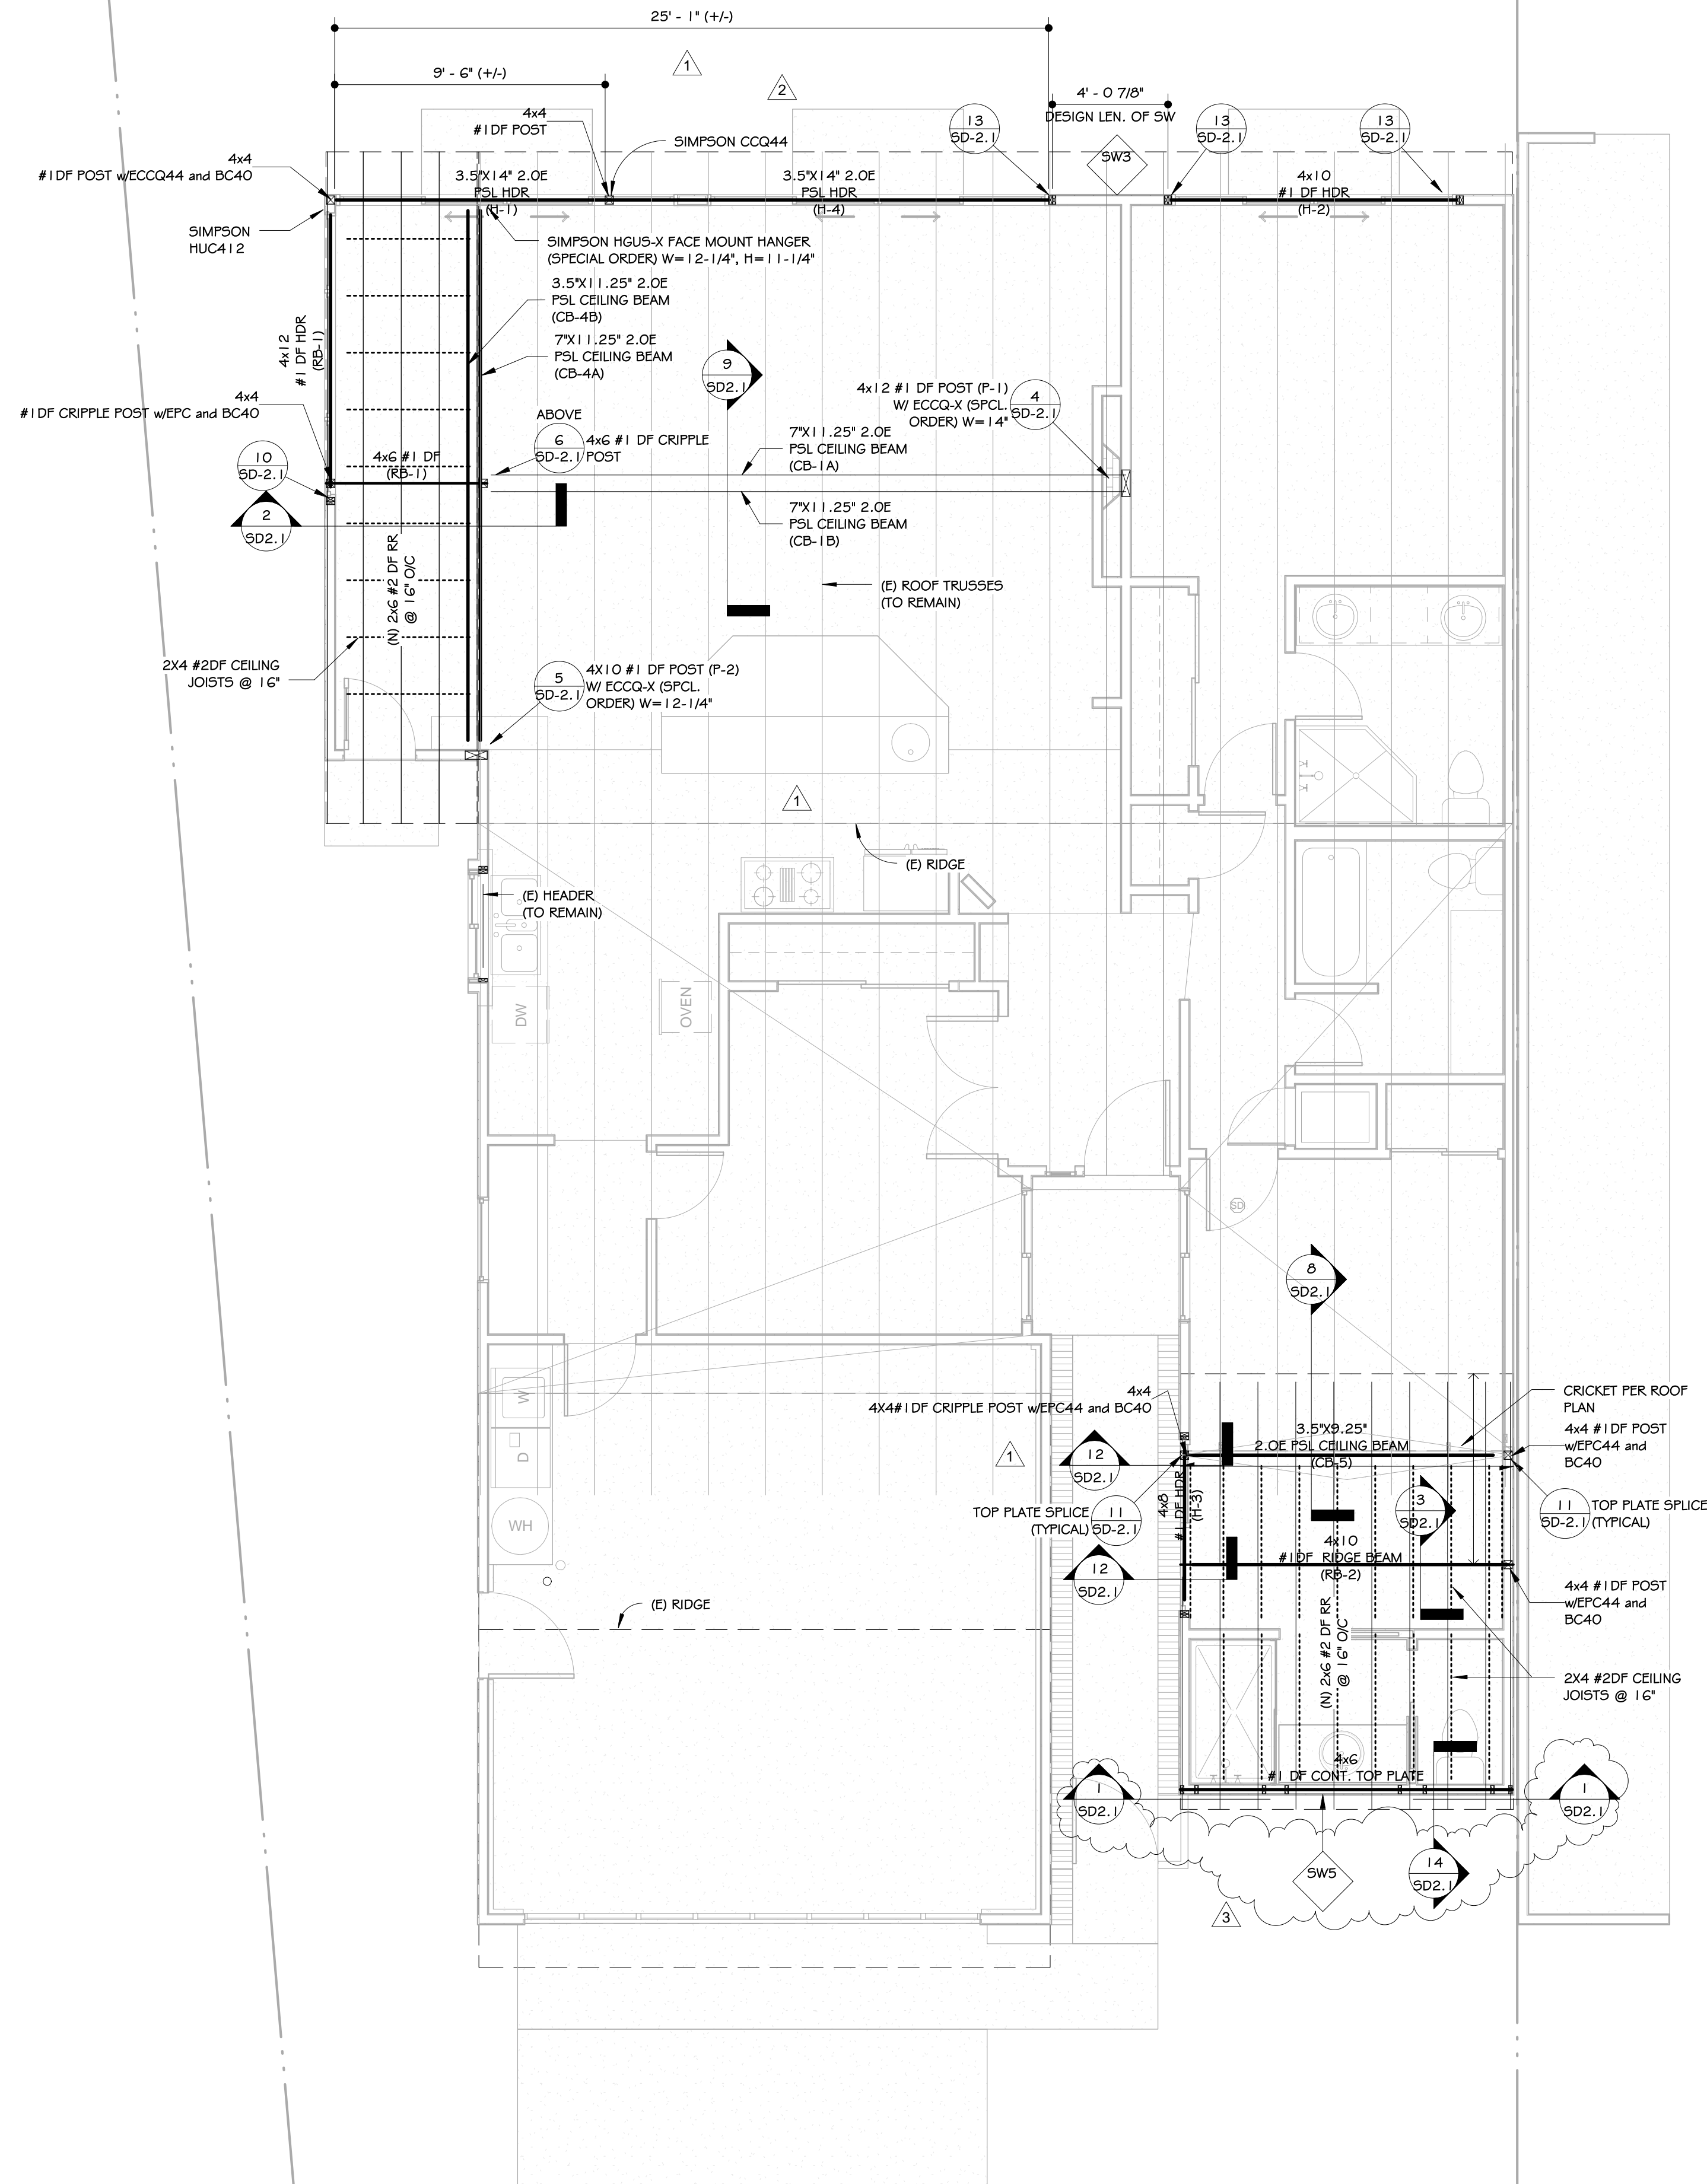 25' - 1" (+/-)
1
9' - 6" (+/-)
2
4' - 0 7/8"
DESIGN LEN. OF SW
4x4
#1DF POST
SIMPSON CCQ44
13
SD-2.1
13
SD-2.1
13
SD-2.1
SW3
4x4
#1DF POST w/ECCQ44 and BC40
3.5"X14" 2.0E
PSL HDR
(H-1)
3.5"X14" 2.0E
PSL HDR
(H-4)
4x10
#1 DF HDR
(H-2)
SIMPSON
HUC412
SIMPSON HGUS-X FACE MOUNT HANGER
(SPECIAL ORDER) W=12-1/4", H=11-1/4"
3.5"X11.25" 2.0E
PSL CEILING BEAM
(CB-4B)
4x12
#1 DF HDR
(RB-1)
7"X11.25" 2.0E
PSL CEILING BEAM
(CB-4A)
9
SD2.1
4x12 #1 DF POST (P-1)
W/ ECCQ-X (SPCL.
ORDER) W=14"
4
SD-2.1
4x4
#1DF CRIPPLE POST w/EPC and BC40
ABOVE
6
SD-2.1
4x6 #1 DF CRIPPLE
POST
7"X11.25" 2.0E
PSL CEILING BEAM
(CB-1A)
10
SD-2.1
4x6 #1 DF
(RB-1)
2
SD2.1
7"X11.25" 2.0E
PSL CEILING BEAM
(CB-1B)
(N) 2x6 #2 DF RR
@ 16" O/C
(E) ROOF TRUSSES
(TO REMAIN)
2X4 #2DF CEILING
JOISTS @ 16"
5
SD-2.1
4X10 #1 DF POST (P-2)
W/ ECCQ-X (SPCL.
ORDER) W=12-1/4"
1
(E) RIDGE
(E) HEADER
(TO REMAIN)
DW
OVEN
SD
8
SD2.1
W
D
WH
4x4
4X4#1DF CRIPPLE POST w/EPC44 and BC40
CRICKET PER ROOF
PLAN
3.5"X9.25"
2.0E PSL CEILING BEAM
(CB-5)
4x4 #1DF POST
w/EPC44 and
BC40
1
12
SD2.1
4x8
#1 DF HDR
(H-3)
13
SD2.1
TOP PLATE SPLICE
(TYPICAL)
11
SD-2.1
11
SD-2.1
TOP PLATE SPLICE
(TYPICAL)
12
SD2.1
4x10
#1DF RIDGE BEAM
(RB-2)
4x4 #1DF POST
w/EPC44 and
BC40
(E) RIDGE
(N) 2x6 #2 DF RR
@ 16" O/C
2X4 #2DF CEILING
JOISTS @ 16"
4x6
#1 DF CONT. TOP PLATE
1
SD2.1
1
SD2.1
SW5
14
SD2.1
3